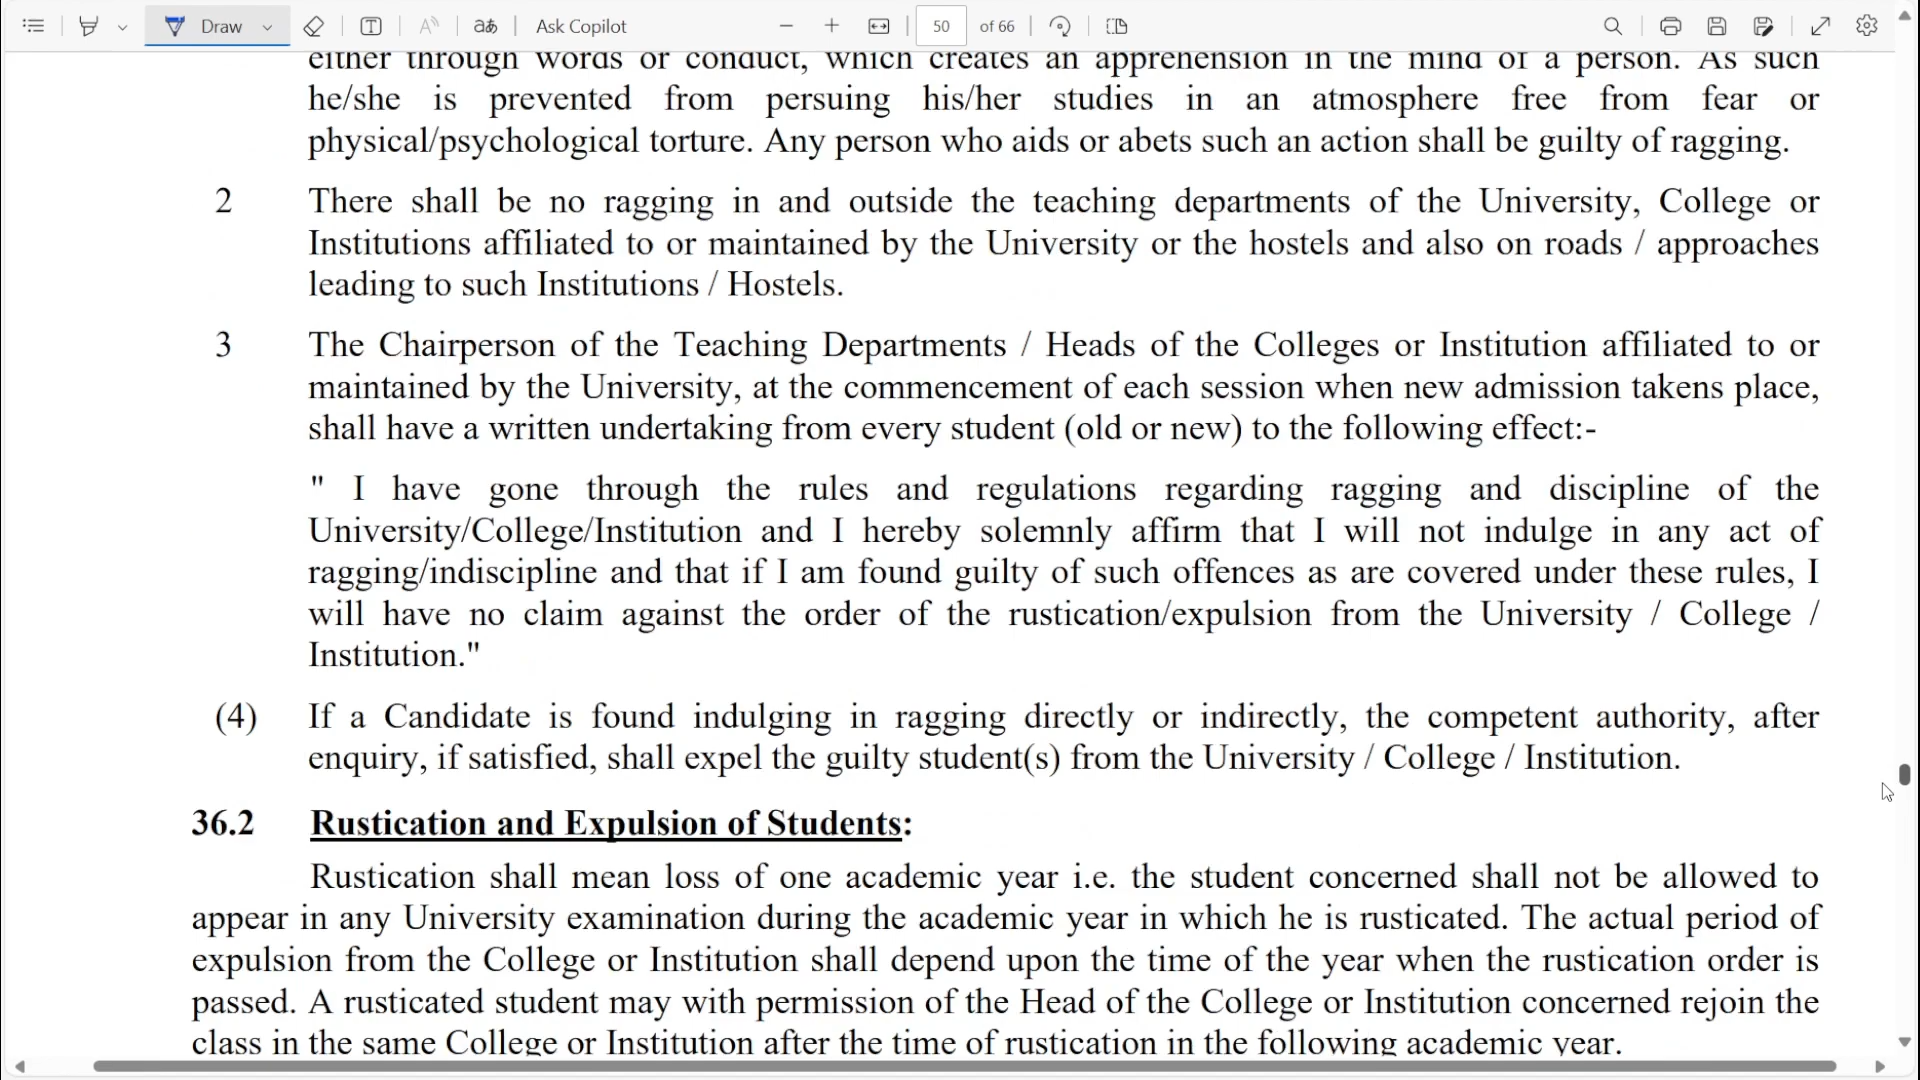 Draw
Ask Copilot
50 of 66
either through words or conduct, which creates an apprehension in the mind of a person. As such
he/she is prevented from persuing his/her studies in an atmosphere free from fear or
physical/psychological torture. Any person who aids or abets such an action shall be guilty of ragging.
2 There shall be no ragging in and outside the teaching departments of the University, College or
Institutions affiliated to or maintained by the University or the hostels and also on roads / approaches
leading to such Institutions / Hostels.
3 The Chairperson of the Teaching Departments / Heads of the Colleges or Institution affiliated to or
maintained by the University, at the commencement of each session when new admission takens place,
shall have a written undertaking from every student (old or new) to the following effect:-
" I have gone through the rules and regulations regarding ragging and discipline of the
University/College/Institution and I hereby solemnly affirm that I will not indulge in any act of
ragging/indiscipline and that if I am found guilty of such offences as are covered under these rules, I
will have no claim against the order of the rustication/expulsion from the University / College /
Institution."
(4) If a Candidate is found indulging in ragging directly or indirectly, the competent authority, after
enquiry, if satisfied, shall expel the guilty student(s) from the University / College / Institution.
36.2 Rustication and Expulsion of Students:
Rustication shall mean loss of one academic year i.e. the student concerned shall not be allowed to
appear in any University examination during the academic year in which he is rusticated. The actual period of
expulsion from the College or Institution shall depend upon the time of the year when the rustication order is
passed. A rusticated student may with permission of the Head of the College or Institution concerned rejoin the
class in the same College or Institution after the time of rustication in the following academic year.